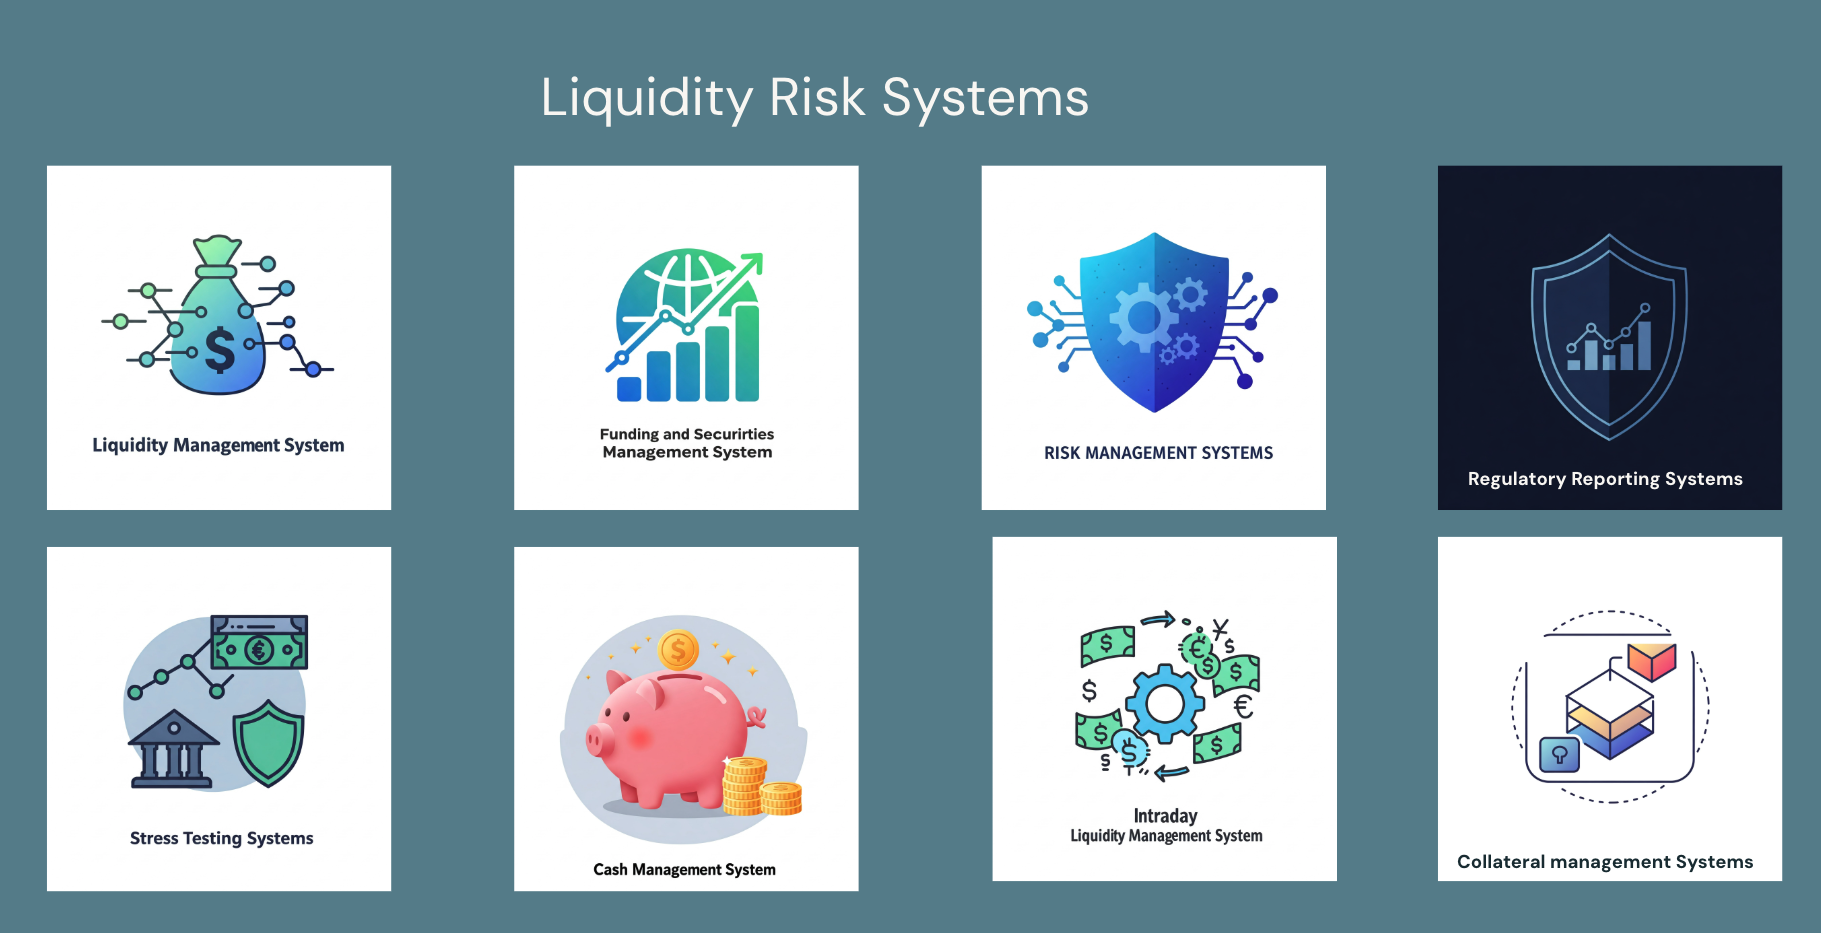 Liquidity Risk Systems
Liquidity Management System
Funding and Securirties
Management System
RISK MANAGEMENT SYSTEMS
Regulatory Reporting Systems
Stress Testing Systems
Cash Management System
Intraday
Liquidity Management System
Collateral management Systems